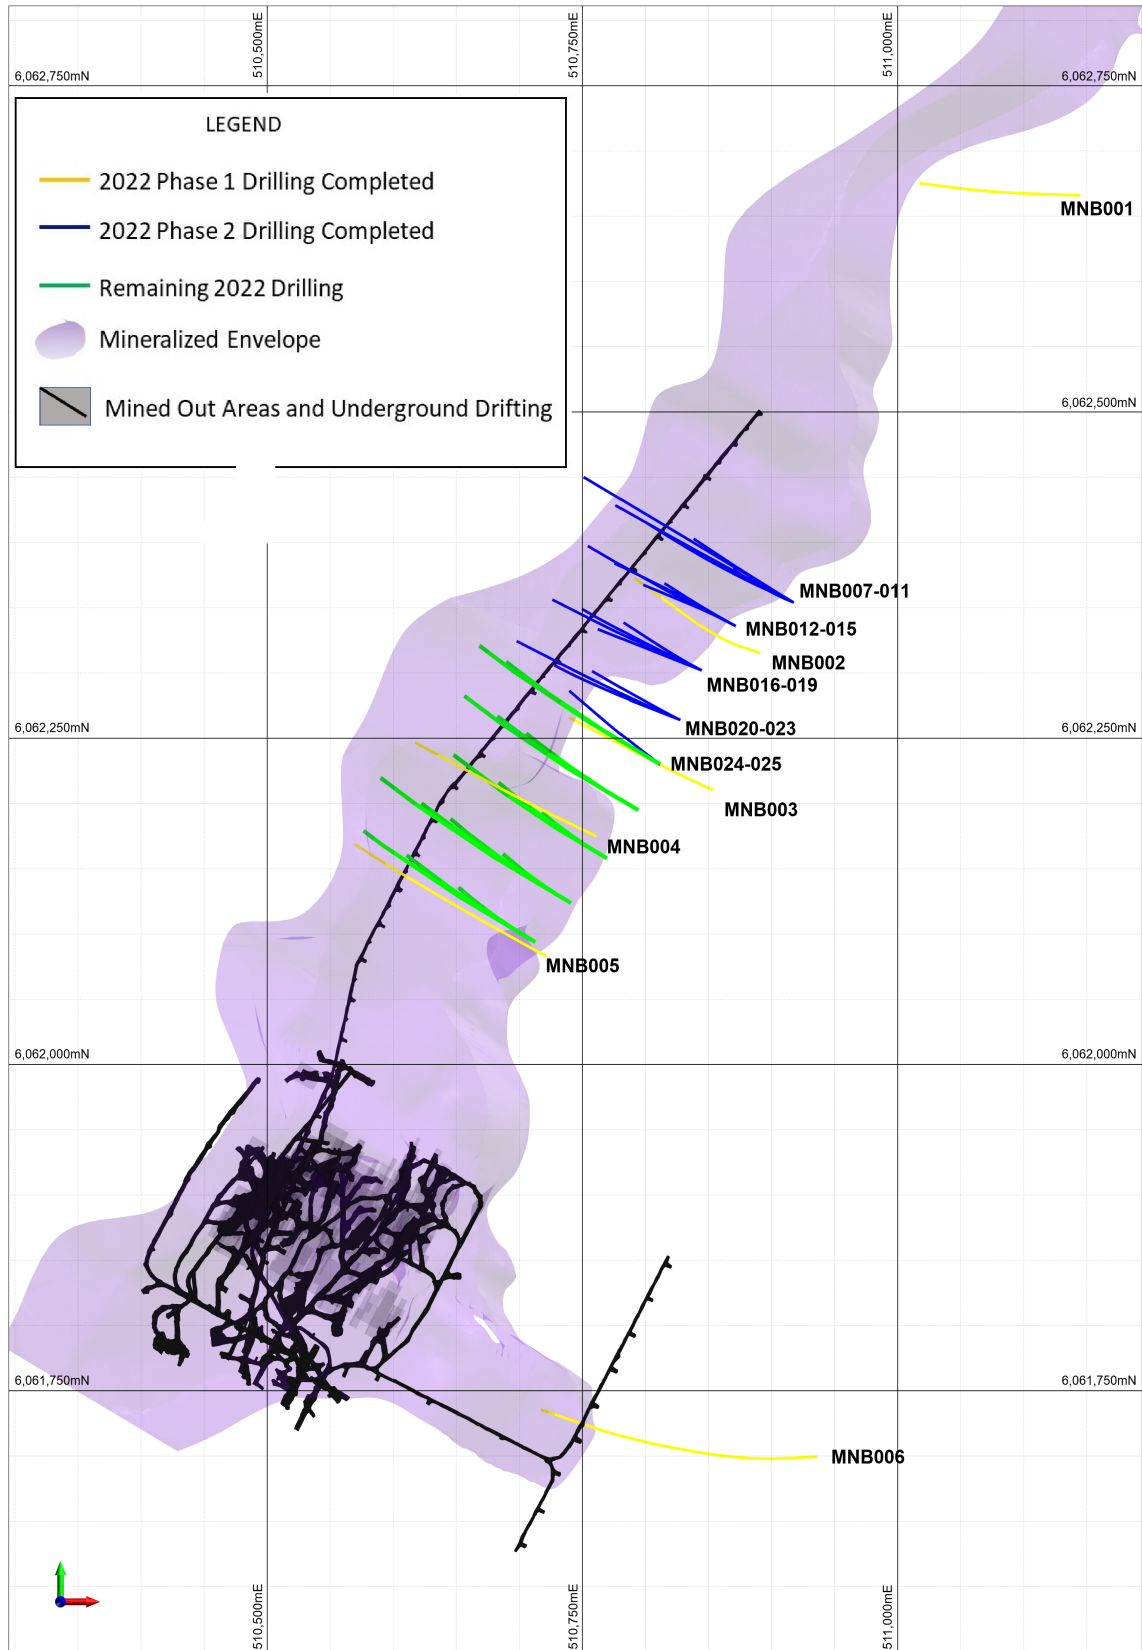 510,500mE
510,750mE
511,000mE
6,062,750mN
6,062,750mN
LEGEND
2022 Phase 1 Drilling Completed
2022 Phase 2 Drilling Completed
Remaining 2022 Drilling
Mineralized Envelope
Mined Out Areas and Underground Drifting
MNB001
6,062,500mN
MNB007-011
MNB012-015
MNB002
MNB016-019
MNB020-023
6,062,250mN
6,062,250mN
MNB024-025
MNB003
MNB004
MNB005
6,062,000mN
6,062,000mN
6,061,750mN
6,061,750mN
MNB006
510,500mE
510,750mE
511,000mE